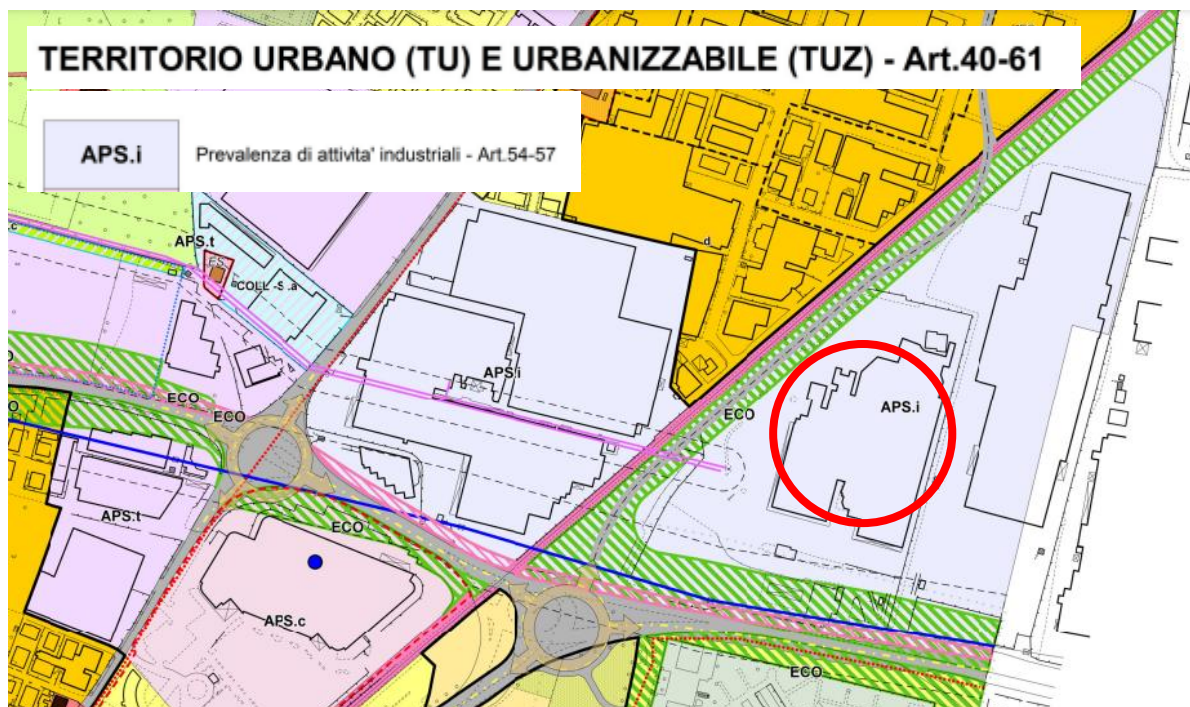 TERRITORIO URBANO (TU) E URBANIZZABILE (TUZ) - Art.40-61
APS.i Prevalenza di attivita' industriali - Art.54-57
APS.t
ES
COLL -S.a
d
APS.i
ECO
ECO
ECO
APS.i
APS.t
ECO
APS.c
ECO